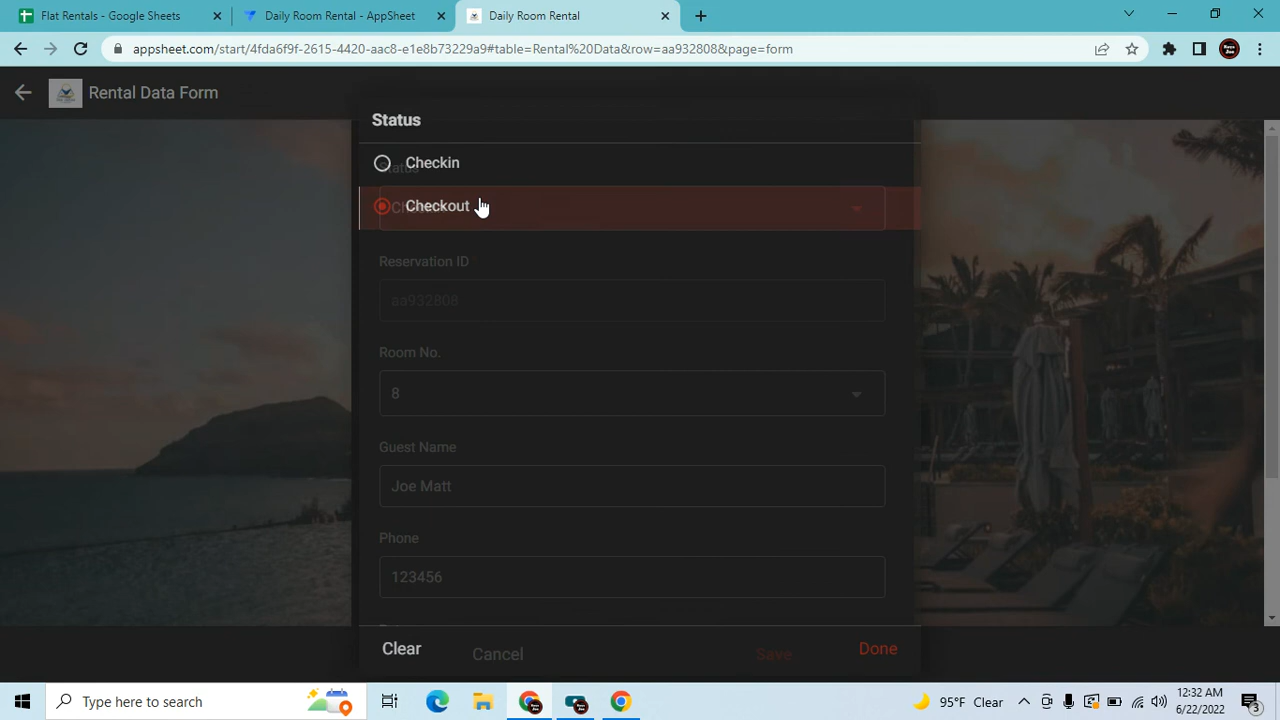 Flat Rentals - Google Sheets
Daily Room Rental - AppSheet
Daily Room Rental
appsheet.com/start/4fda6f9f-2615-4420-aac8-e1e8b73229a9#table=Rental%20Data&row=aa932808&page=form
Rental Data Form
Status
Checkin
Status
Checkout
Reservation ID
aa932808
Room No.
8
Guest Name
Joe Matt
Phone
123456
Clear
Cancel
Save
Done
Type here to search
95°F Clear
12:32 AM
6/22/2022
3